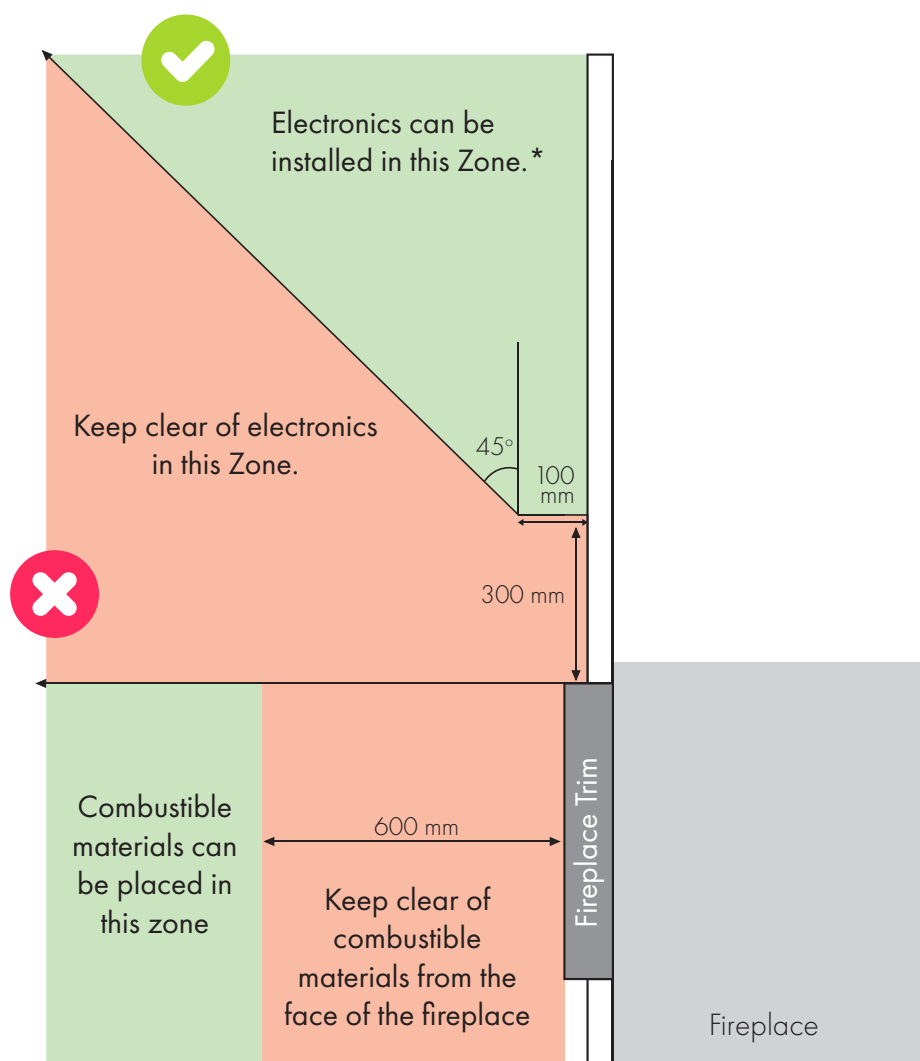 Electronics can be
installed in this Zone.*
Keep clear of electronics
in this Zone.
45°
100
mm
300 mm
600 mm
Combustible
materials can
be placed in
this zone
Keep clear of
combustible
materials from the
face of the fireplace
Fireplace Trim
Fireplace